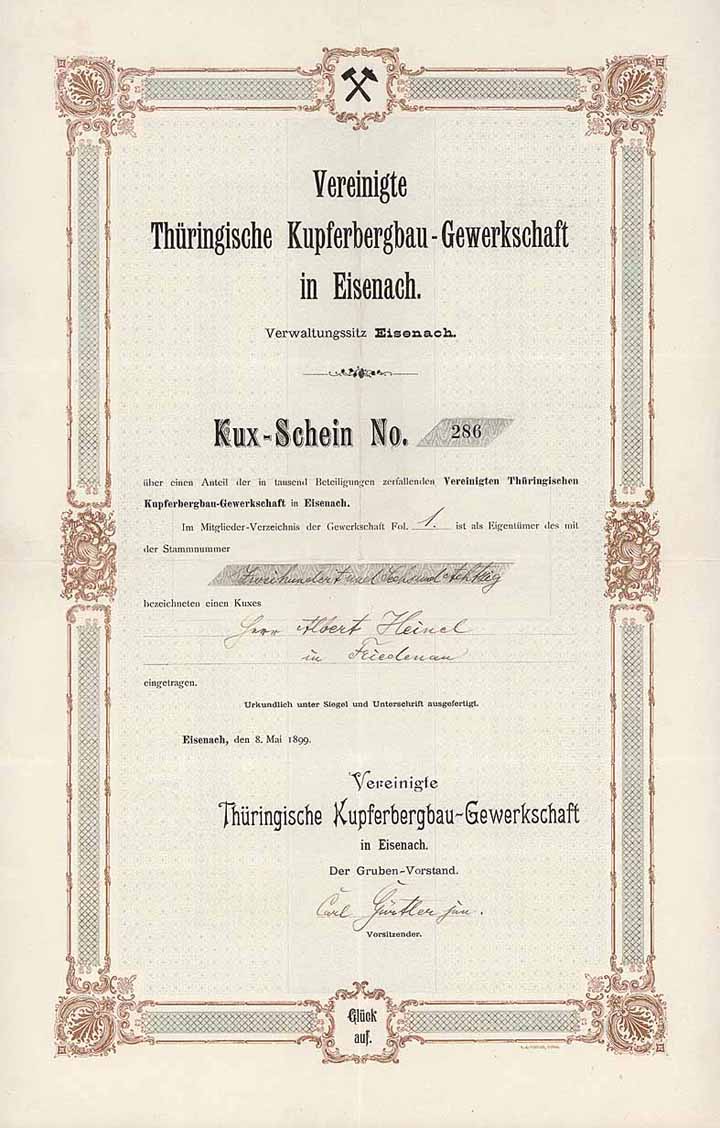 Vereinigte
Thüringische Kupferbergbau-Gewerkschaft
in Eisenach.
Verwaltungssitz Eisenach.
Kux-Schein No. 286
über einen Anteil der in tausend Beteiligungen zerfallenden Vereinigten Thüringischen
Kupferbergbau-Gewerkschaft in Eisenach.
Im Mitglieder-Verzeichnis der Gewerkschaft Fol. 1. ist als Eigentümer des mit
der Stammnummer
Zweihundert und Sechsundachtzig
bezeichneten einen Kuxes
Herr Albert Heinel
in Friedenau
eingetragen.
Urkundlich unter Siegel und Unterschrift ausgefertigt.
Eisenach, den 8. Mai 1899.
Vereinigte
Thüringische Kupferbergbau-Gewerkschaft
in Eisenach.
Der Gruben-Vorstand.
Carl Gürtler jun.
Vorsitzender.
Glück
auf.